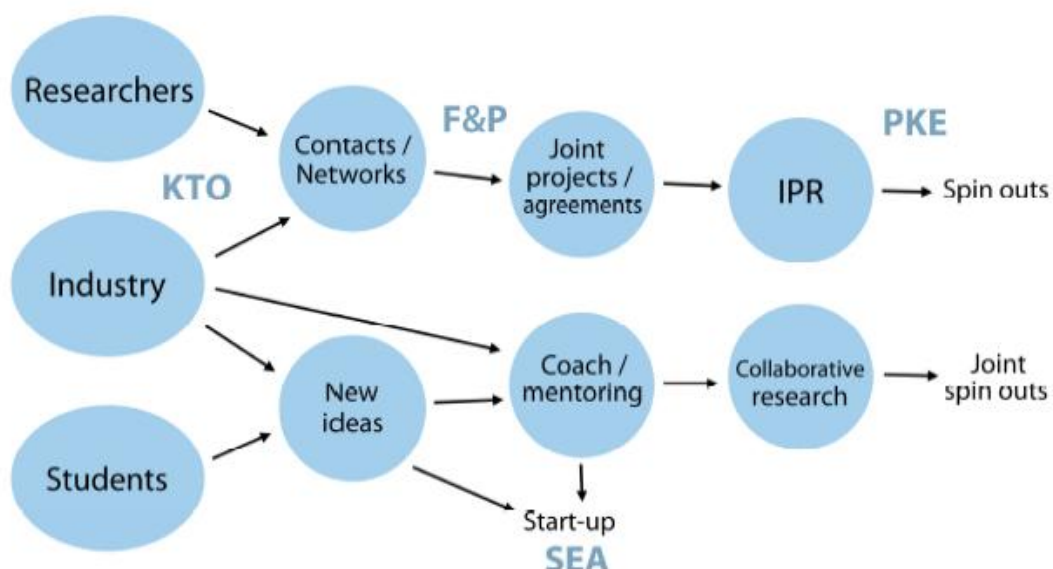 Researchers
KTO
Industry
Students
Contacts /
Networks
New
ideas
F&P
Joint
projects /
agreements
Coach /
mentoring
Start-up
SEA
IPR
Collaborative
research
PKE
Spin outs
Joint
spin outs